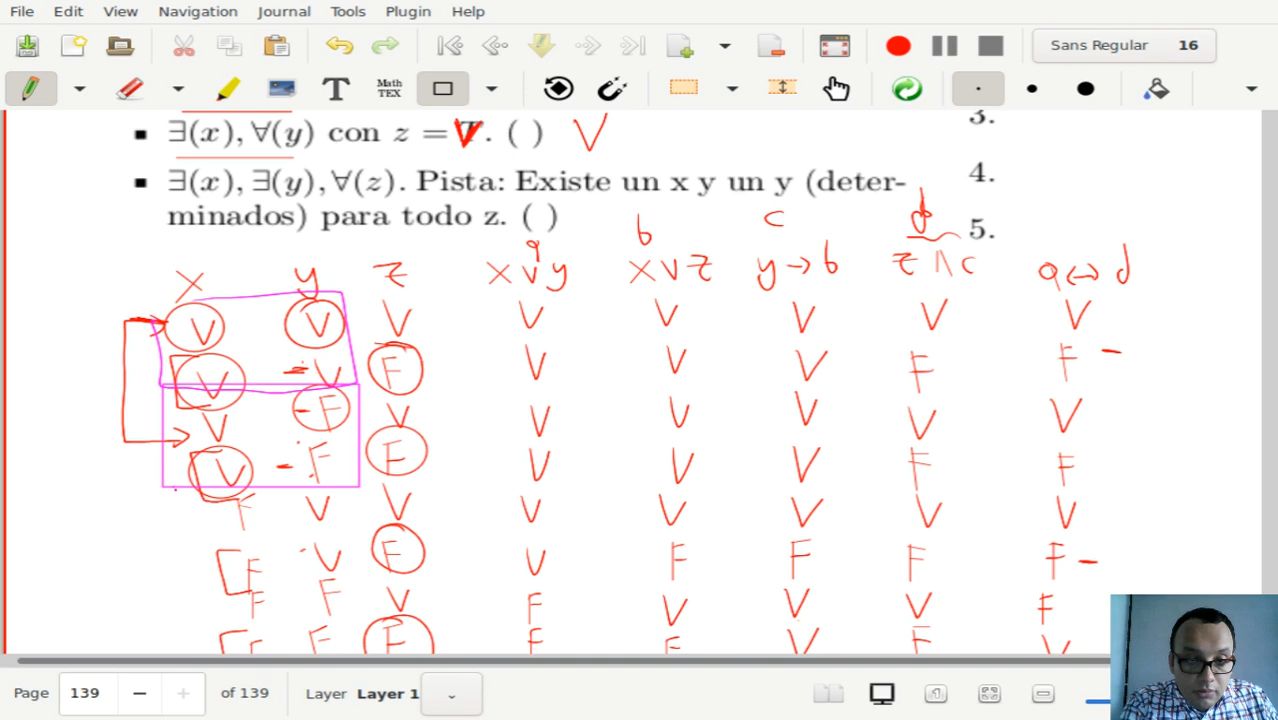 File Edit View Navigation Journal Tools Plugin Help
T Math TEX Sans Regular 16
∃(x), ∀(y) con z = V. ( ) V
3.
∃(x), ∃(y), ∀(z). Pista: Existe un x y un y (deter-
minados) para todo z. ( )
4.
5.
a b c d
x y z x∨y x∨z y→b z∧c a↔d
V V V V V V V V
V V F V V V F F
V F V V V V V V
V F F V V V F F
F V V V V V V V
F V F V F F F F
F F V F V V V F
F F F F F V F V
Page 139 of 139 Layer Layer 1